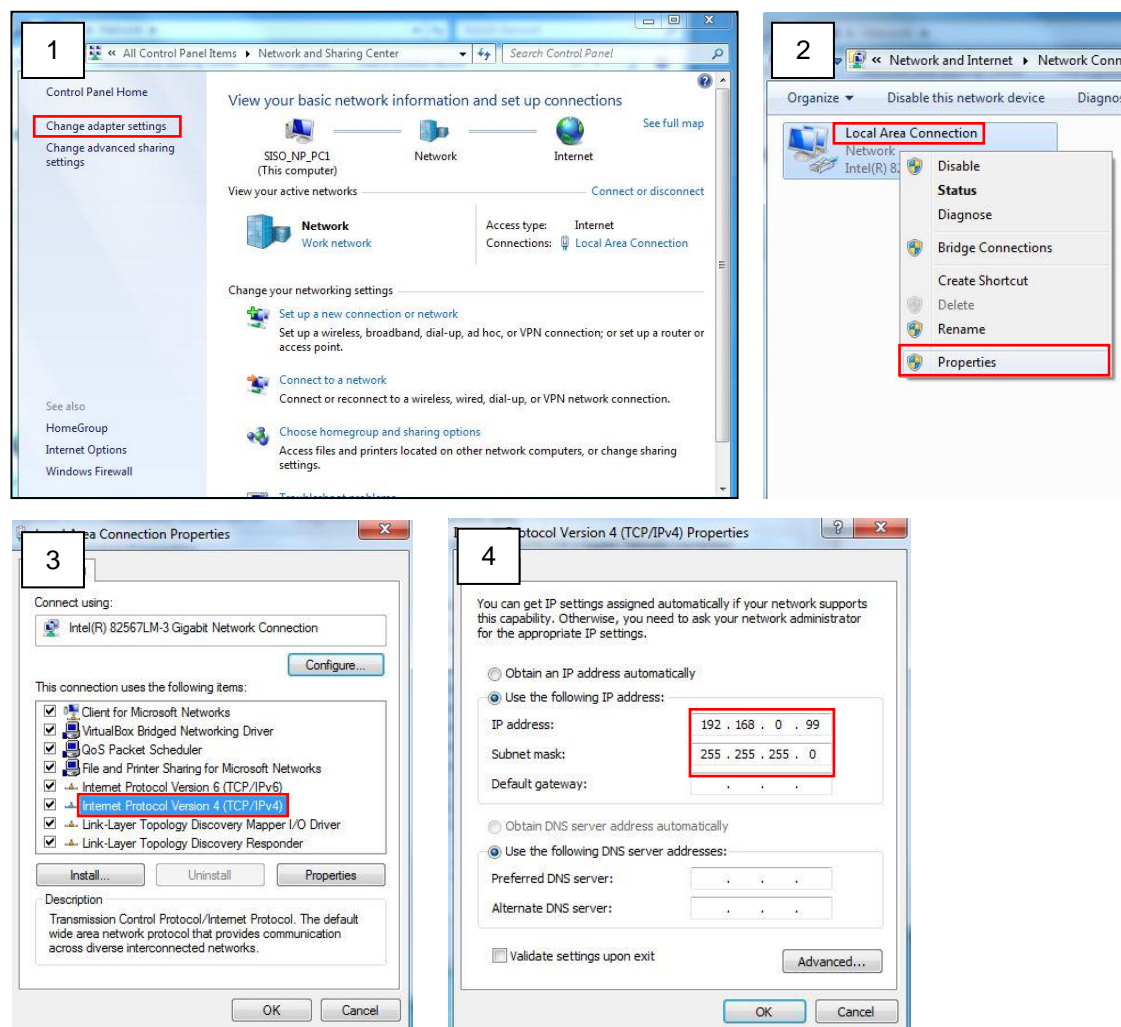 1
« All Control Panel Items ▸ Network and Sharing Center
Search Control Panel
Control Panel Home
Change adapter settings
Change advanced sharing
settings
See also
HomeGroup
Internet Options
Windows Firewall
View your basic network information and set up connections
See full map
SISO_NP_PC1
(This computer)
Network
Internet
View your active networks
Connect or disconnect
Network
Work network
Access type: Internet
Connections: Local Area Connection
Change your networking settings
Set up a new connection or network
Set up a wireless, broadband, dial-up, ad hoc, or VPN connection; or set up a router or
access point.
Connect to a network
Connect or reconnect to a wireless, wired, dial-up, or VPN network connection.
Choose homegroup and sharing options
Access files and printers located on other network computers, or change sharing
settings.
2
« Network and Internet ▸ Network Conn
Organize Disable this network device Diagnos
Local Area Connection
Network
Intel(R) 8
Disable
Status
Diagnose
Bridge Connections
Create Shortcut
Delete
Rename
Properties
3
ea Connection Properties
Connect using:
Intel(R) 82567LM-3 Gigabit Network Connection
Configure...
This connection uses the following items:
Client for Microsoft Networks
VirtualBox Bridged Networking Driver
QoS Packet Scheduler
File and Printer Sharing for Microsoft Networks
Internet Protocol Version 6 (TCP/IPv6)
Internet Protocol Version 4 (TCP/IPv4)
Link-Layer Topology Discovery Mapper I/O Driver
Link-Layer Topology Discovery Responder
Install... Uninstall Properties
Description
Transmission Control Protocol/Internet Protocol. The default
wide area network protocol that provides communication
across diverse interconnected networks.
OK Cancel
4
otocol Version 4 (TCP/IPv4) Properties
You can get IP settings assigned automatically if your network supports
this capability. Otherwise, you need to ask your network administrator
for the appropriate IP settings.
Obtain an IP address automatically
Use the following IP address:
IP address: 192 . 168 . 0 . 99
Subnet mask: 255 . 255 . 255 . 0
Default gateway: . . .
Obtain DNS server address automatically
Use the following DNS server addresses:
Preferred DNS server: . . .
Alternate DNS server: . . .
Validate settings upon exit
Advanced...
OK Cancel